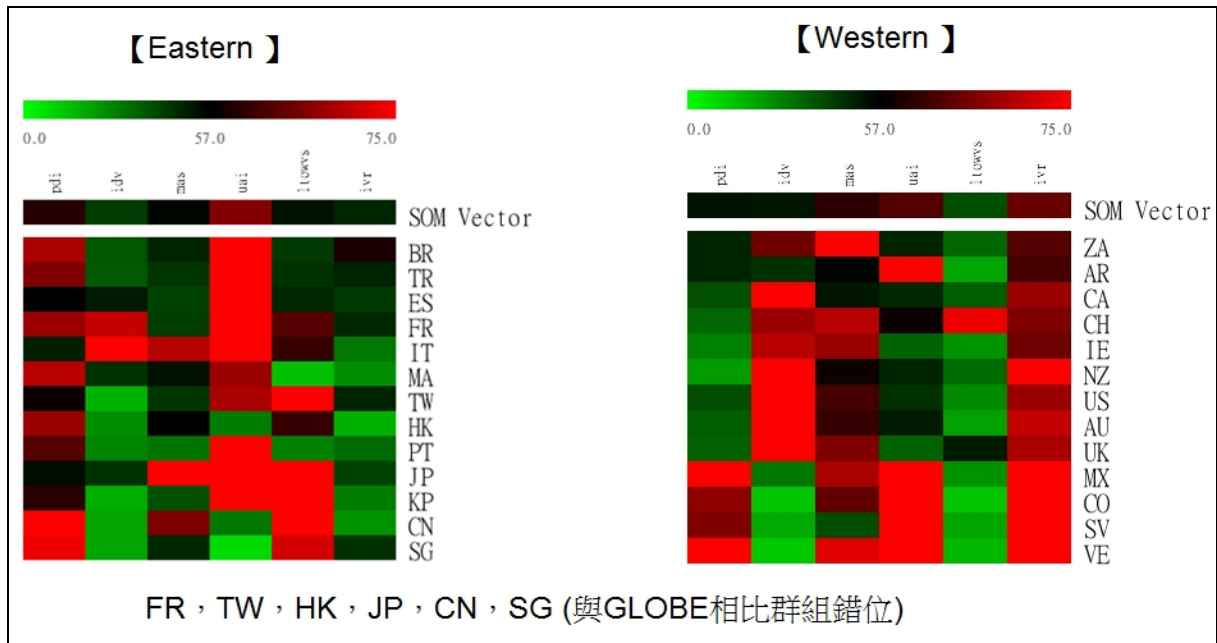 【Eastern 】
0.0 57.0 75.0
pdi idv mas uai ltowvs ivr
SOM Vector
BR
TR
ES
FR
IT
MA
TW
HK
PT
JP
KP
CN
SG
【Western 】
0.0 57.0 75.0
pdi idv mas uai ltowvs ivr
SOM Vector
ZA
AR
CA
CH
IE
NZ
US
AU
UK
MX
CO
SV
VE
FR，TW，HK，JP，CN，SG (與GLOBE相比群組錯位)